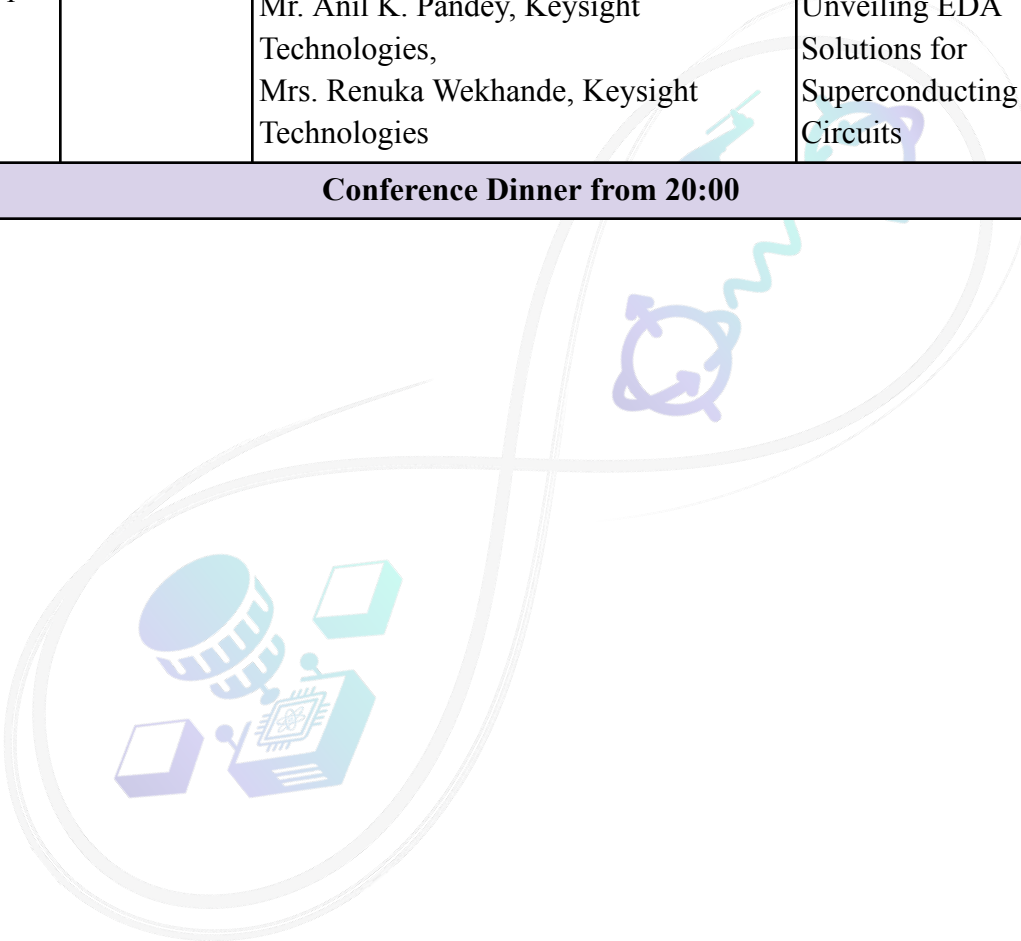 Mr. Anil K. Pandey, Keysight
Technologies,
Mrs. Renuka Wekhande, Keysight
Technologies
Unveiling EDA
Solutions for
Superconducting
Circuits
Conference Dinner from 20:00